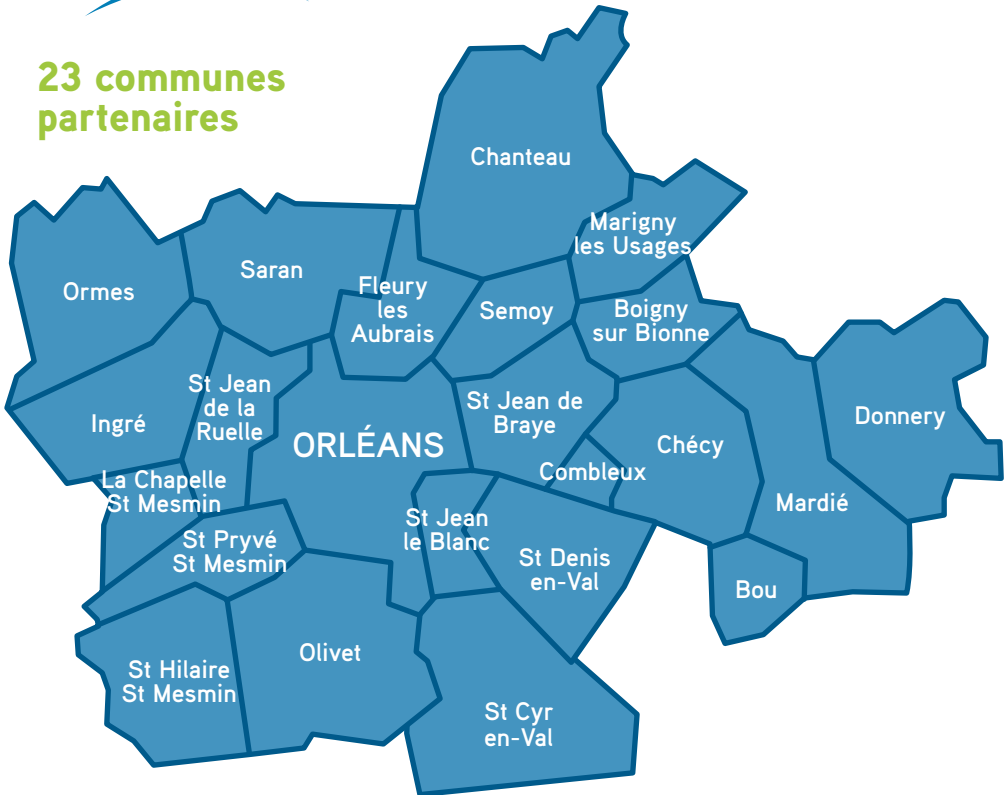 23 communes
partenaires
Chanteau
Marigny
les Usages
Saran
Ormes
Fleury
les
Aubrais
Semoy
Boigny
sur Bionne
St Jean
de la
Ruelle
Ingré
ORLÉANS
St Jean de
Braye
Donnery
Chécy
Combleux
La Chapelle
St Mesmin
Mardié
St Jean
le Blanc
St Pryvé
St Mesmin
St Denis
en-Val
Bou
Olivet
St Hilaire
St Mesmin
St Cyr
en-Val